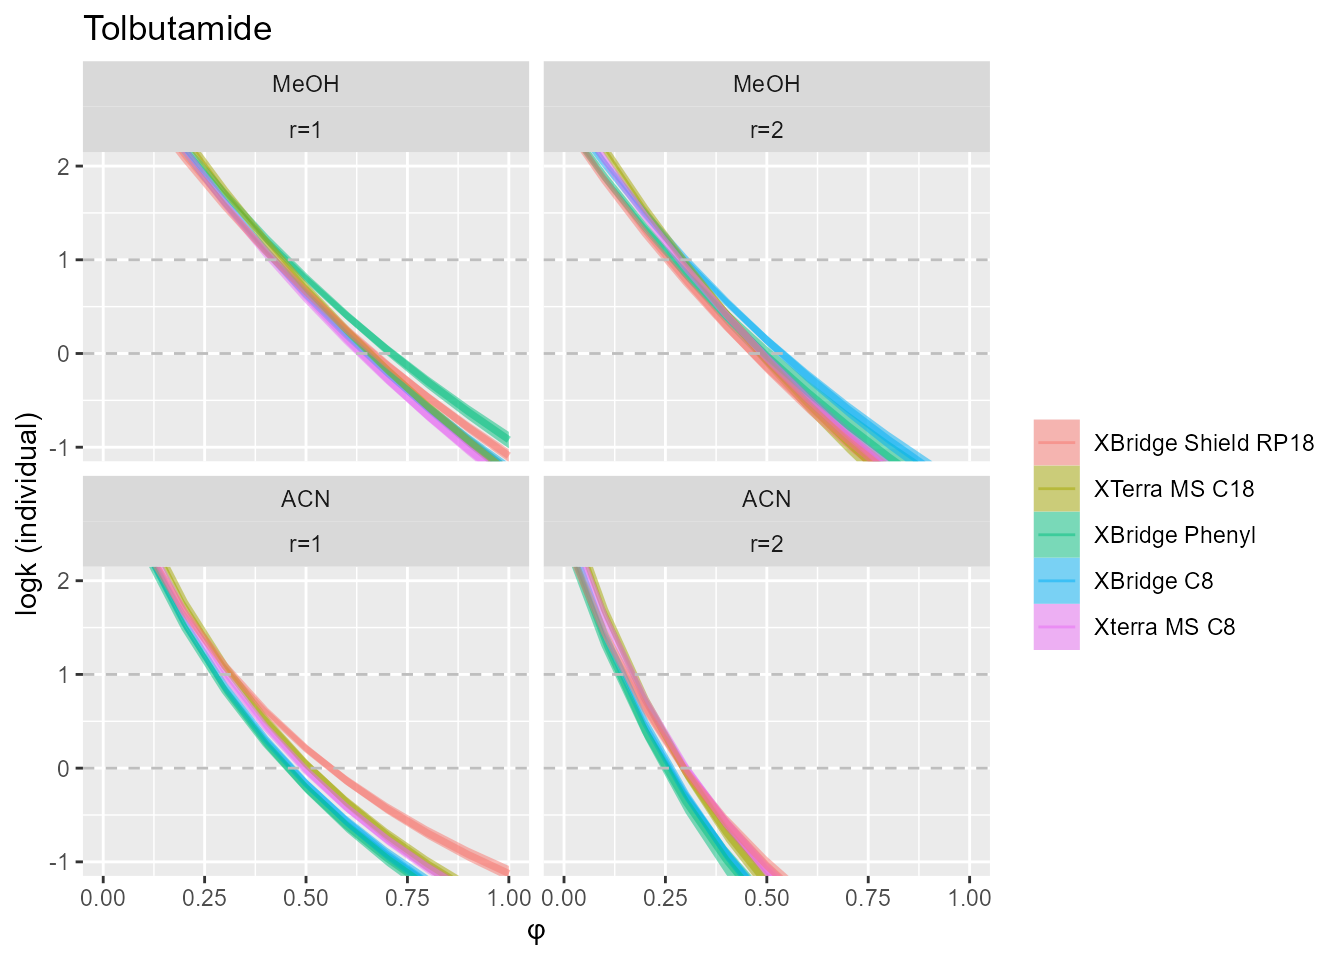 Tolbutamide
MeOH
MeOH
r=1
r=2
2
1
0
-1
ACN
ACN
r=1
r=2
2
1
0
-1
0.00
0.25
0.50
0.75
1.00
0.00
0.25
0.50
0.75
1.00
φ
logk (individual)
XBridge Shield RP18
XTerra MS C18
XBridge Phenyl
XBridge C8
Xterra MS C8